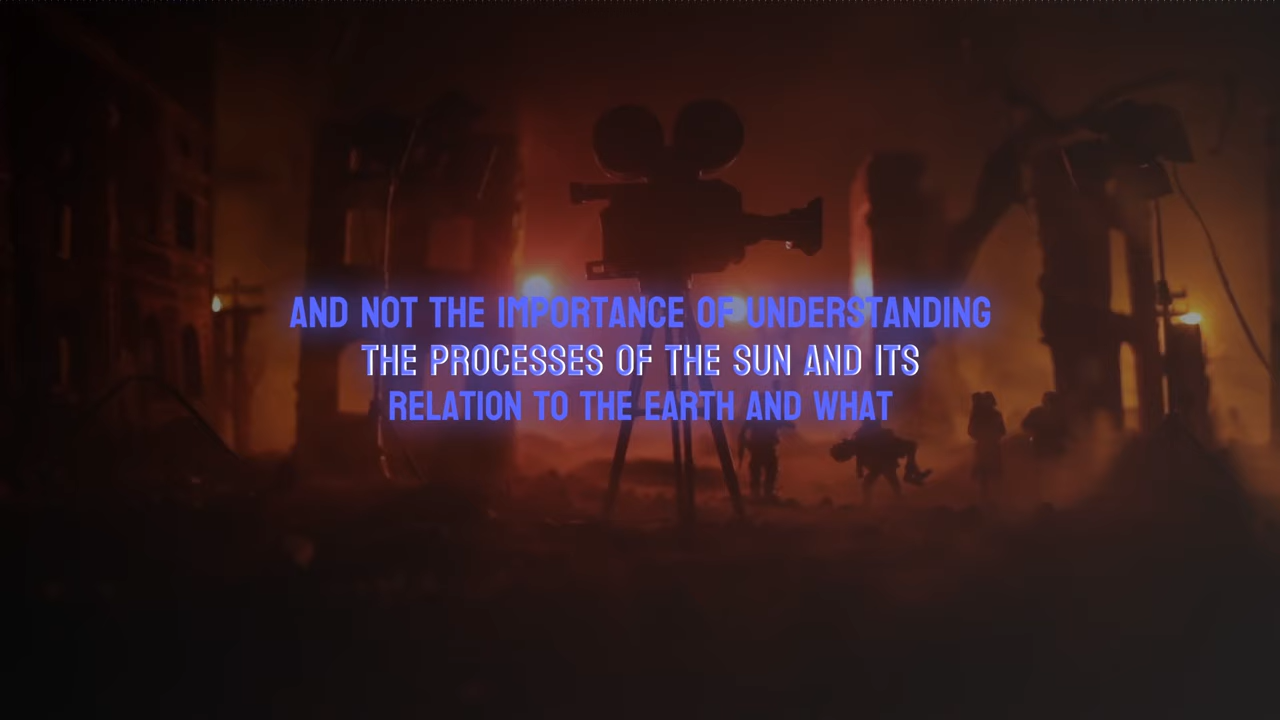 AND NOT THE IMPORTANCE OF UNDERSTANDING
THE PROCESSES OF THE SUN AND ITS
RELATION TO THE EARTH AND WHAT